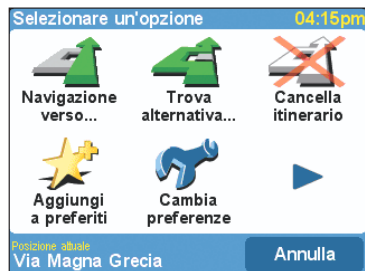 Selezionare un'opzione 04:15pm
Navigazione verso...
Trova alternativa...
Cancella itinerario
Aggiungi a preferiti
Cambia preferenze
Posizione attuale
Via Magna Grecia
Annulla